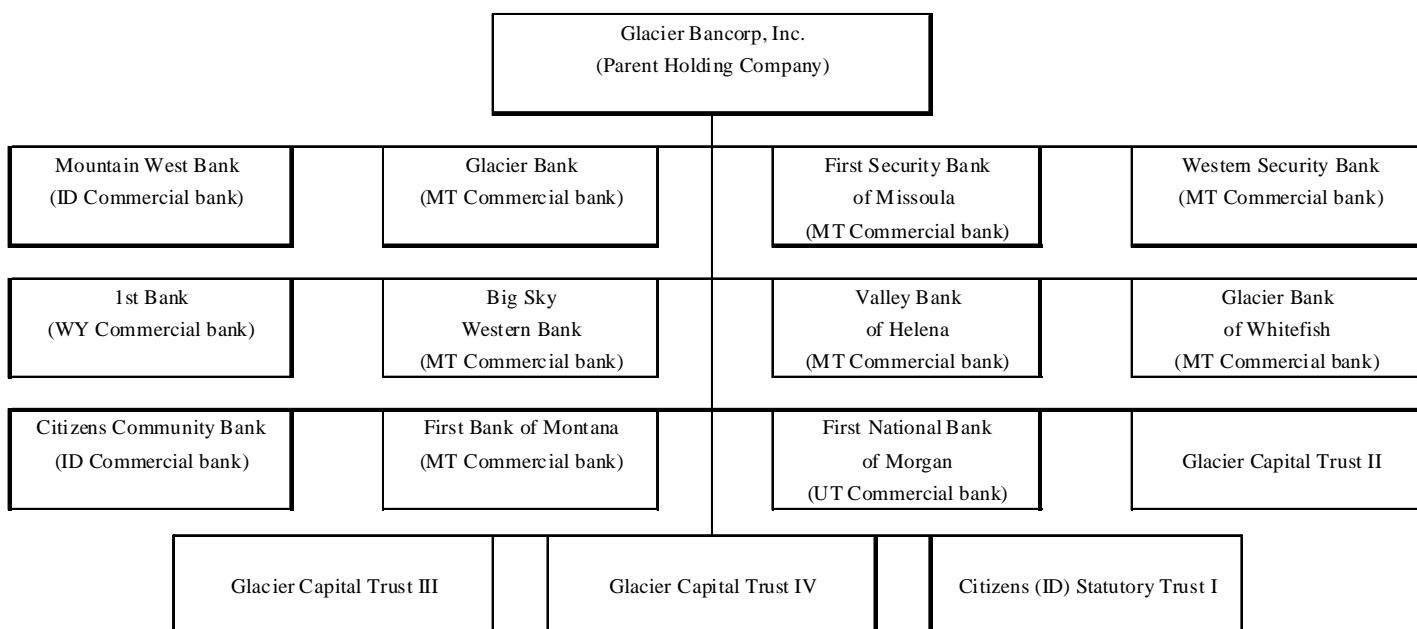 Glacier Bancorp, Inc.
(Parent Holding Company)
Mountain West Bank
(ID Commercial bank)
Glacier Bank
(MT Commercial bank)
First Security Bank
of Missoula
(MT Commercial bank)
Western Security Bank
(MT Commercial bank)
1st Bank
(WY Commercial bank)
Big Sky
Western Bank
(MT Commercial bank)
Valley Bank
of Helena
(MT Commercial bank)
Glacier Bank
of Whitefish
(MT Commercial bank)
Citizens Community Bank
(ID Commercial bank)
First Bank of Montana
(MT Commercial bank)
First National Bank
of Morgan
(UT Commercial bank)
Glacier Capital Trust II
Glacier Capital Trust III
Glacier Capital Trust IV
Citizens (ID) Statutory Trust I